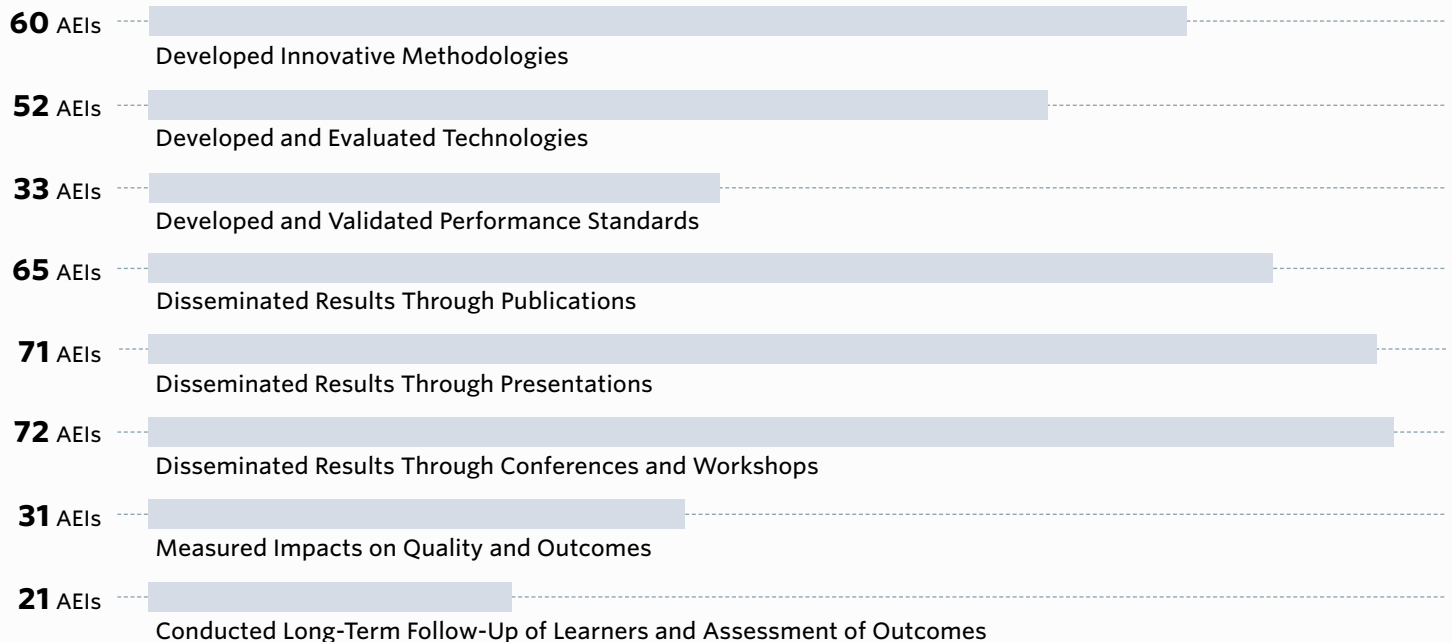 60 AEIs
Developed Innovative Methodologies
52 AEIs
Developed and Evaluated Technologies
33 AEIs
Developed and Validated Performance Standards
65 AEIs
Disseminated Results Through Publications
71 AEIs
Disseminated Results Through Presentations
72 AEIs
Disseminated Results Through Conferences and Workshops
31 AEIs
Measured Impacts on Quality and Outcomes
21 AEIs
Conducted Long-Term Follow-Up of Learners and Assessment of Outcomes